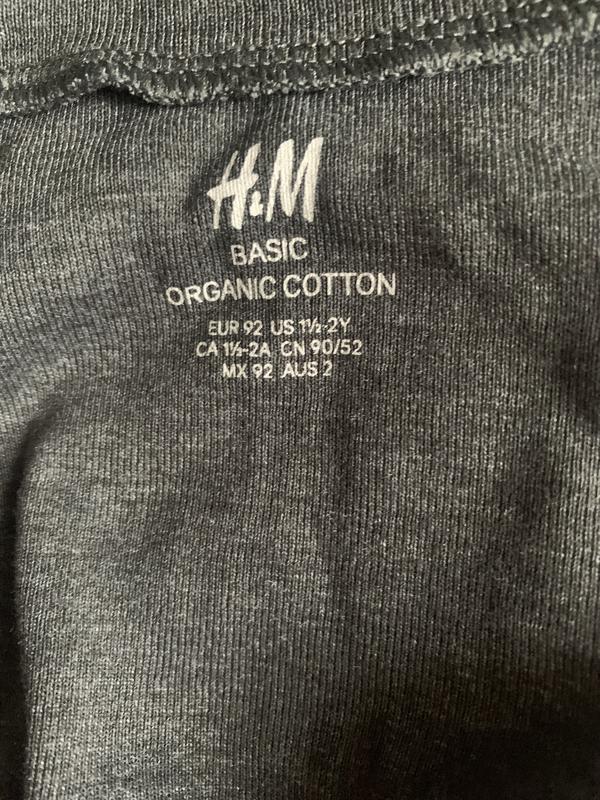 H&M
BASIC
ORGANIC COTTON
EUR 92 US 1½-2Y
CA 1½-2A CN 90/52
MX 92 AUS 2